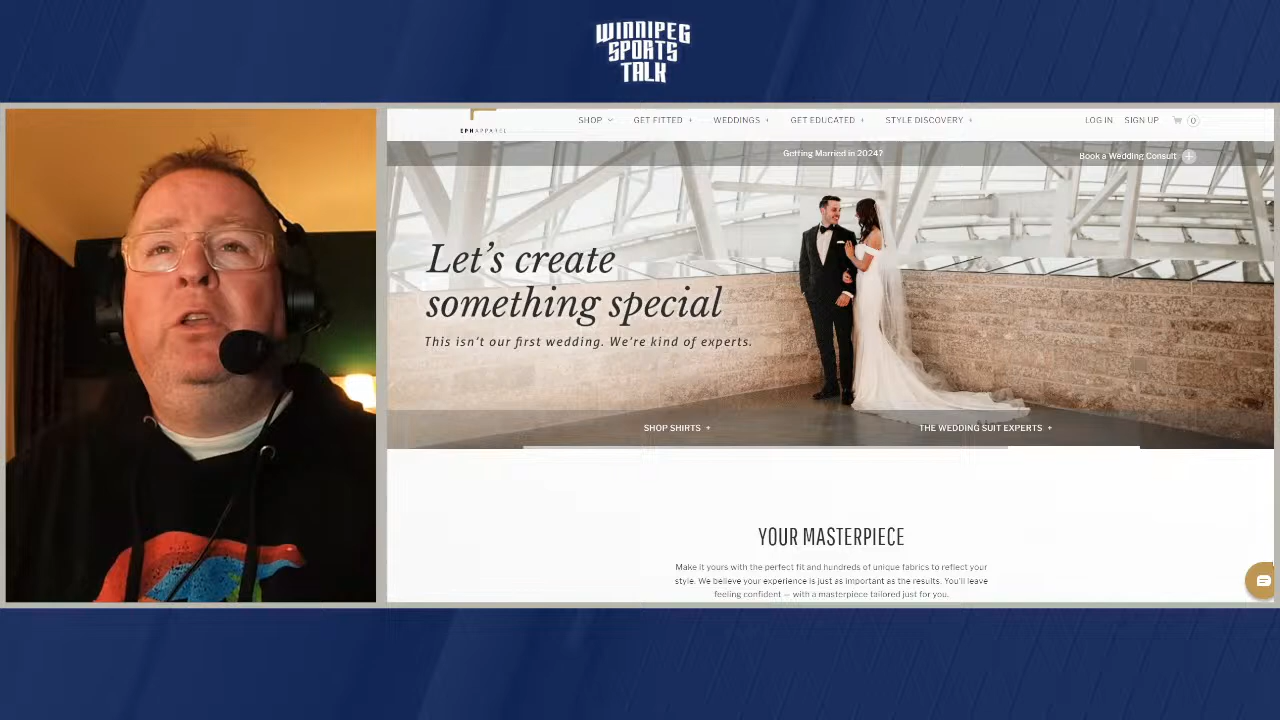 WINNIPEG
SPORTS
TALK
EPHAPPAREL
SHOP
GET FITTED +
WEDDINGS +
GET EDUCATED +
STYLE DISCOVERY +
LOG IN
SIGN UP
0
Getting Married in 2024?
Book a Wedding Consult +
Let's create
something special
This isn't our first wedding. We're kind of experts.
SHOP SHIRTS +
THE WEDDING SUIT EXPERTS +
YOUR MASTERPIECE
Make it yours with the perfect fit and hundreds of unique fabrics to reflect your
style. We believe your experience is just as important as the results. You'll leave
feeling confident — with a masterpiece tailored just for you.